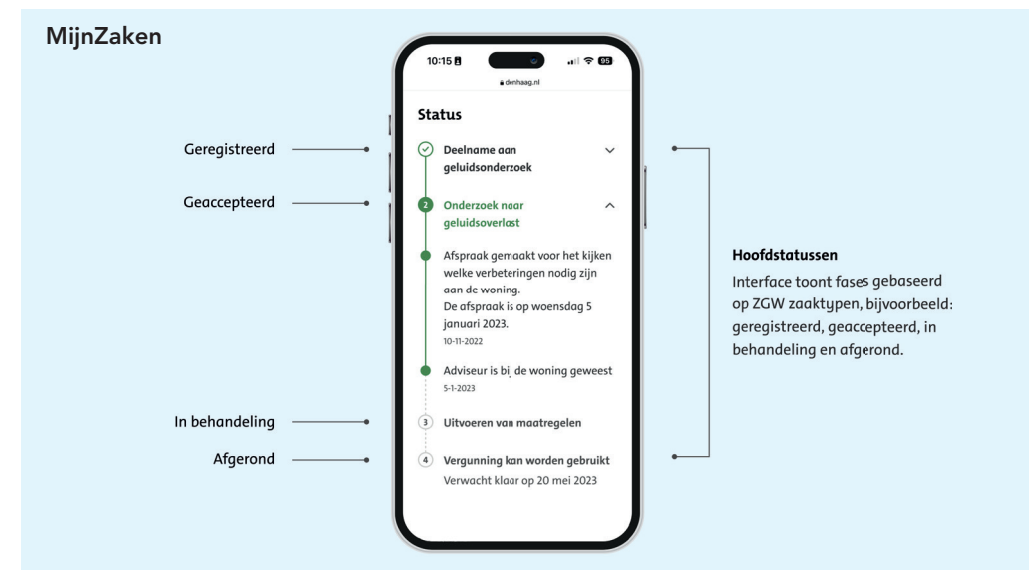 MijnZaken
10:15
95
denhaag.nl
Status
Geregistreerd
Deelname aan
geluidsonderzoek
Geaccepteerd
2
Onderzoek naar
geluidsoverlast
Afspraak gemaakt voor het kijken
welke verbeteringen nodig zijn
aan de woning.
De afspraak is op woensdag 5
januari 2023.
10-11-2022
Adviseur is bij de woning geweest
5-1-2023
In behandeling
3
Uitvoeren van maatregelen
Afgerond
4
Vergunning kan worden gebruikt
Verwacht klaar op 20 mei 2023
Hoofdstatussen
Interface toont fases gebaseerd
op ZGW zaaktypen, bijvoorbeeld:
geregistreerd, geaccepteerd, in
behandeling en afgerond.